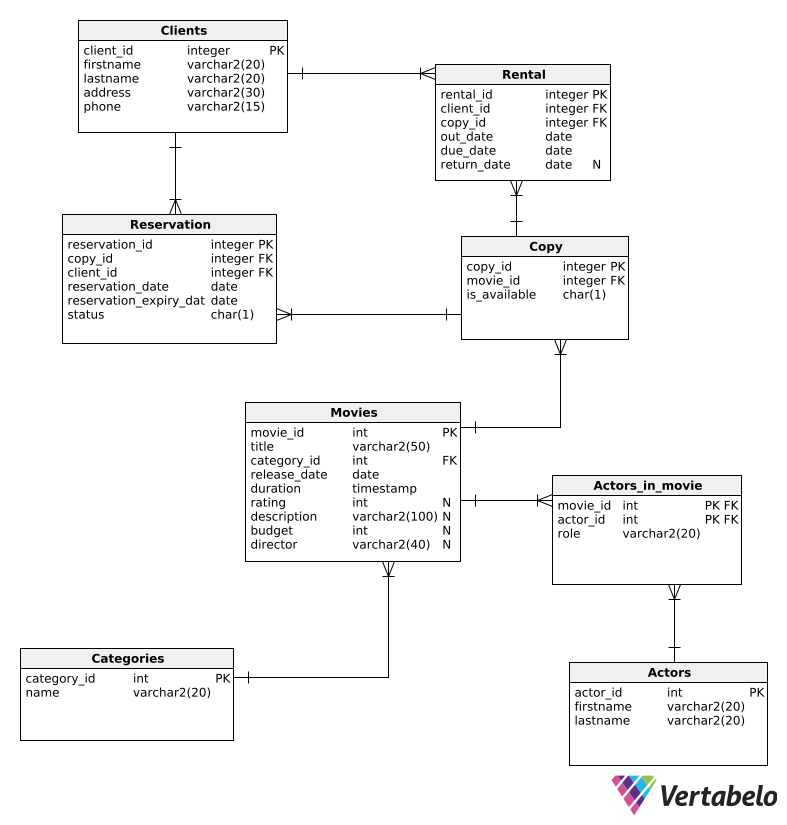 Clients
client_id integer PK
firstname varchar2(20)
lastname varchar2(20)
address varchar2(30)
phone varchar2(15)
Rental
rental_id integer PK
client_id integer FK
copy_id integer FK
out_date date
due_date date
return_date date N
Reservation
reservation_id integer PK
copy_id integer FK
client_id integer FK
reservation_date date
reservation_expiry_dat date
status char(1)
Copy
copy_id integer PK
movie_id integer FK
is_available char(1)
Movies
movie_id int PK
title varchar2(50)
category_id int FK
release_date date
duration timestamp
rating int N
description varchar2(100) N
budget int N
director varchar2(40) N
Actors_in_movie
movie_id int PK FK
actor_id int PK FK
role varchar2(20)
Categories
category_id int PK
name varchar2(20)
Actors
actor_id int PK
firstname varchar2(20)
lastname varchar2(20)
Vertabelo